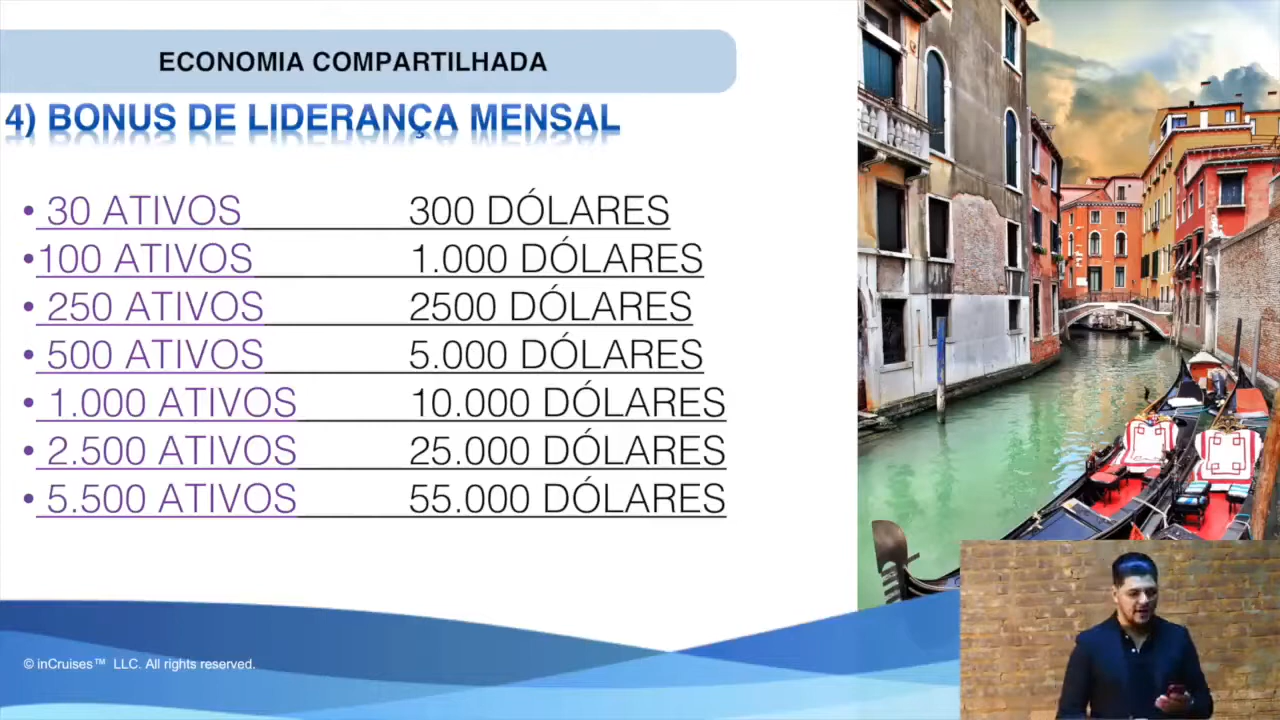 ECONOMIA COMPARTILHADA
4) BONUS DE LIDERANÇA MENSAL
• 30 ATIVOS 300 DÓLARES
•100 ATIVOS 1.000 DÓLARES
• 250 ATIVOS 2500 DÓLARES
• 500 ATIVOS 5.000 DÓLARES
• 1.000 ATIVOS 10.000 DÓLARES
• 2.500 ATIVOS 25.000 DÓLARES
• 5.500 ATIVOS 55.000 DÓLARES
© inCruises™ LLC. All rights reserved.